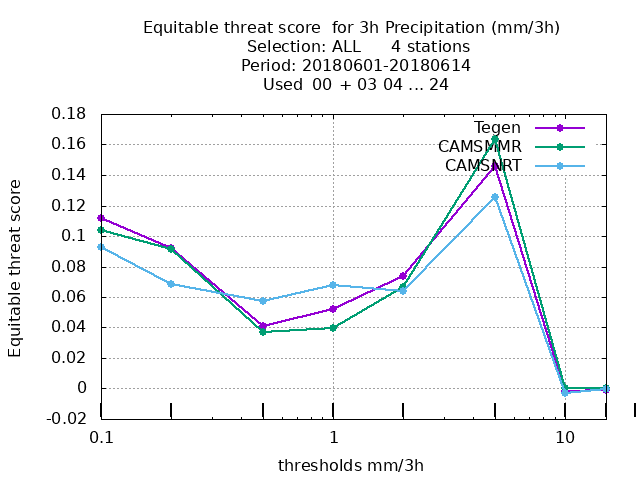 Equitable threat score  for 3h Precipitation (mm/3h)
Selection: ALL      4 stations
Period: 20180601-20180614
Used  00  + 03 04 ... 24
0.18
0.16
0.14
0.12
0.1
0.08
0.06
0.04
0.02
0
-0.02
Equitable threat score
Tegen
CAMSMMR
CAMSNRT
0.1
1
10
thresholds mm/3h